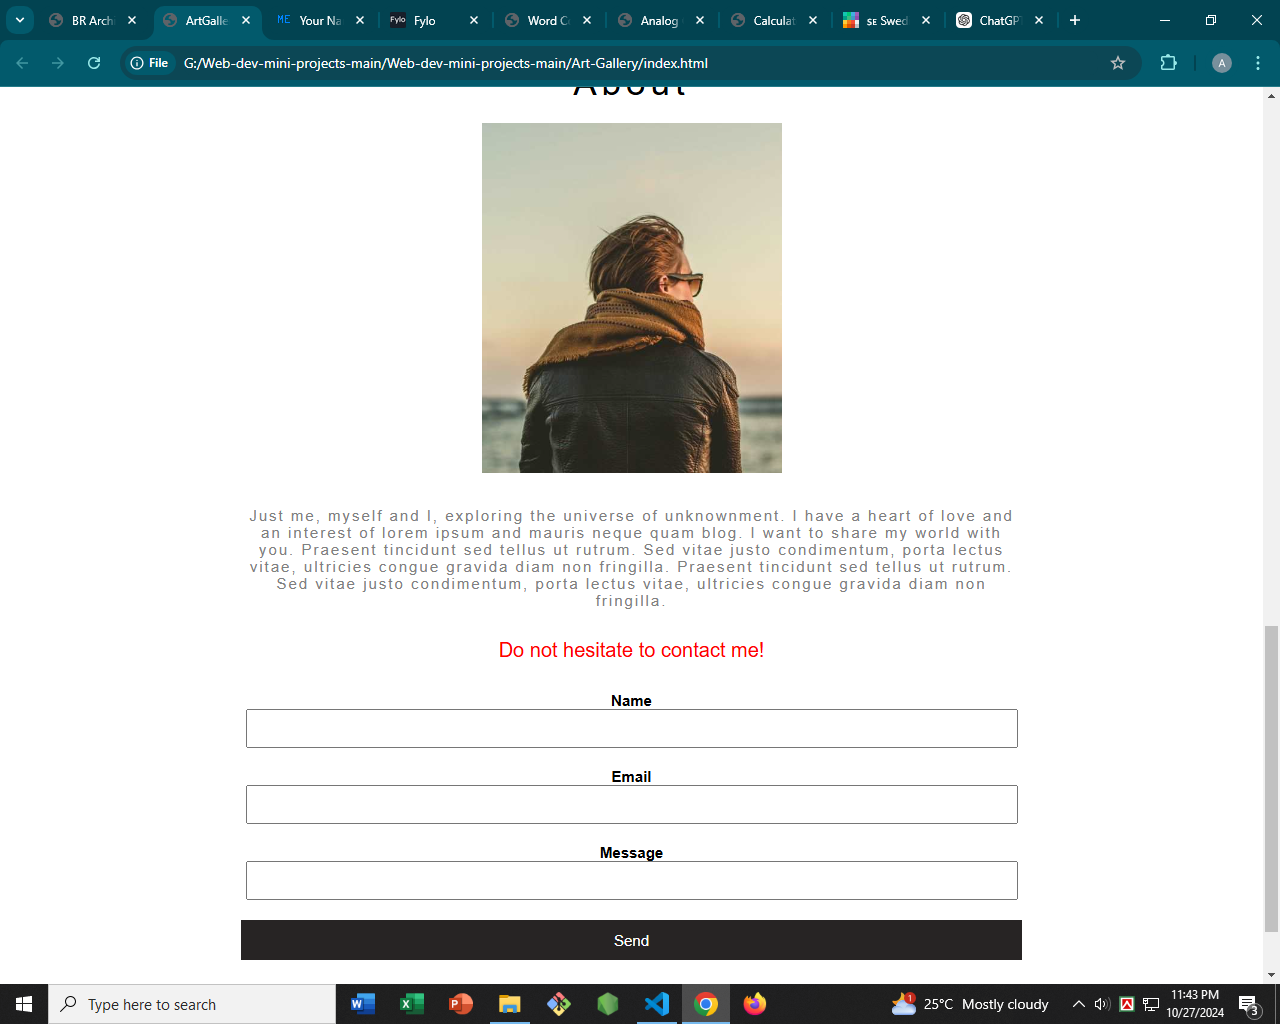 BR Archi
ArtGalle
ME
Your Na
Fylo
Fylo
Word C
Analog
Calculat
SE Swed
ChatGP
File
G:/Web-dev-mini-projects-main/Web-dev-mini-projects-main/Art-Gallery/index.html
A
About
Just me, myself and I, exploring the universe of unknownment. I have a heart of love and
an interest of lorem ipsum and mauris neque quam blog. I want to share my world with
you. Praesent tincidunt sed tellus ut rutrum. Sed vitae justo condimentum, porta lectus
vitae, ultricies congue gravida diam non fringilla. Praesent tincidunt sed tellus ut rutrum.
Sed vitae justo condimentum, porta lectus vitae, ultricies congue gravida diam non
fringilla.
Do not hesitate to contact me!
Name
Email
Message
Send
Type here to search
1
25°C Mostly cloudy
11:43 PM
10/27/2024
3